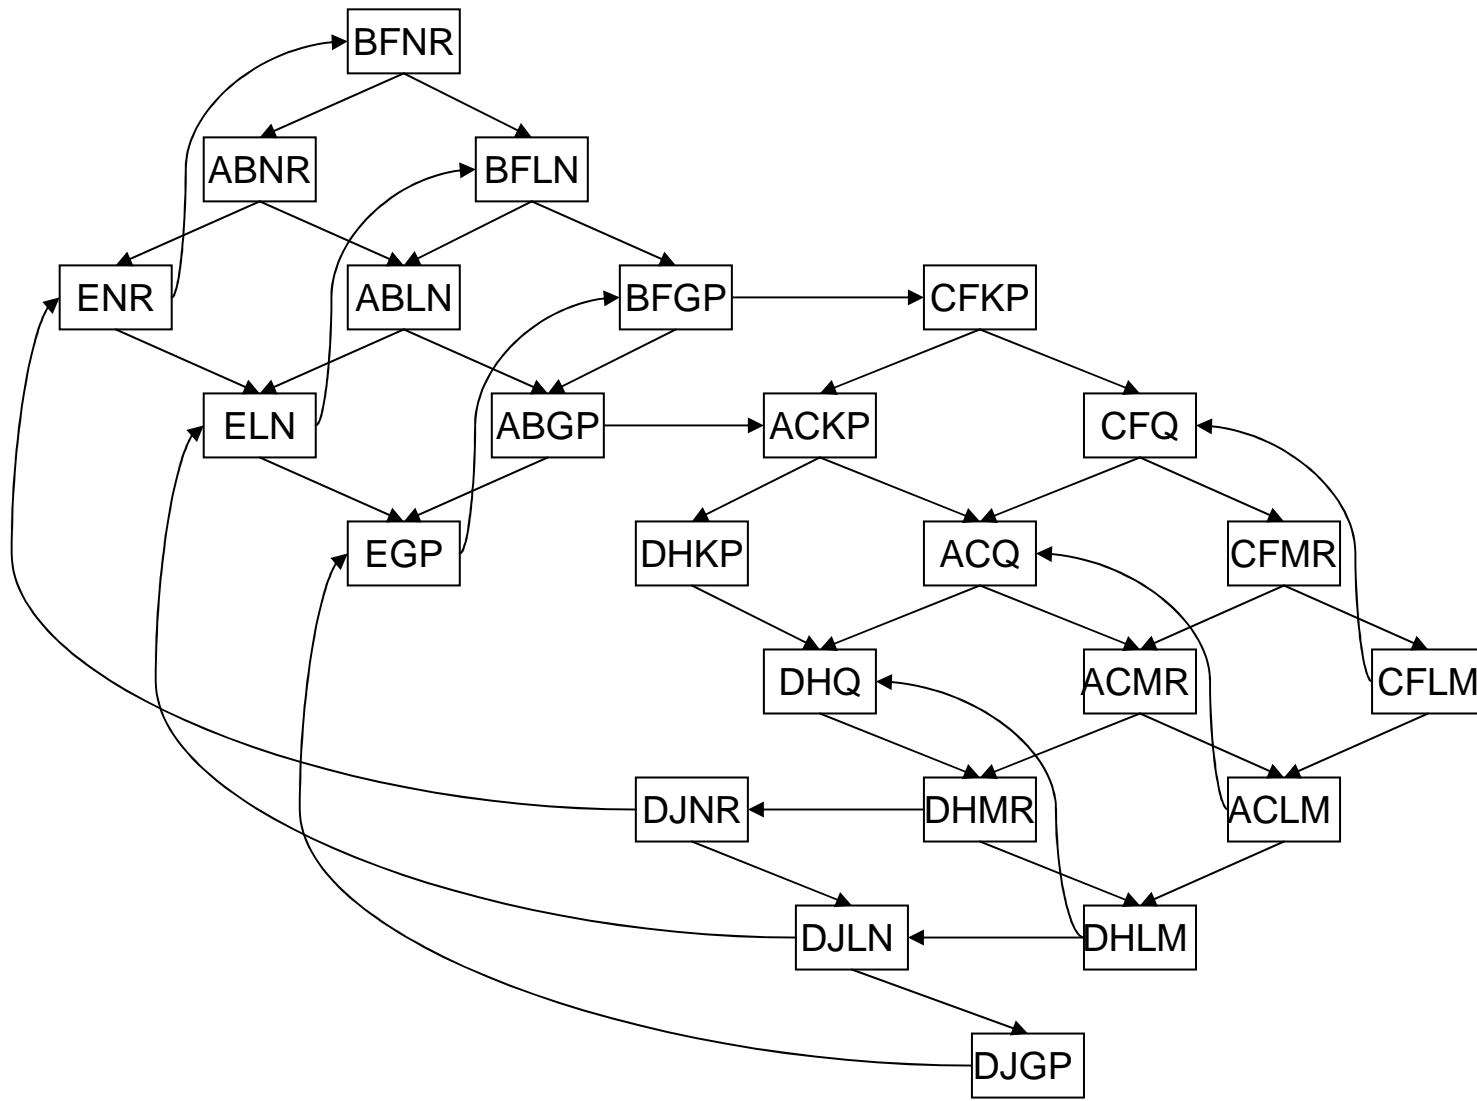 BFNR
ABNR
BFLN
ENR
ABLN
BFGP
CFKP
ELN
ABGP
ACKP
CFQ
EGP
DHKP
ACQ
CFMR
DHQ
ACMR
CFLM
DJNR
DHMR
ACLM
DJLN
DHLM
DJGP